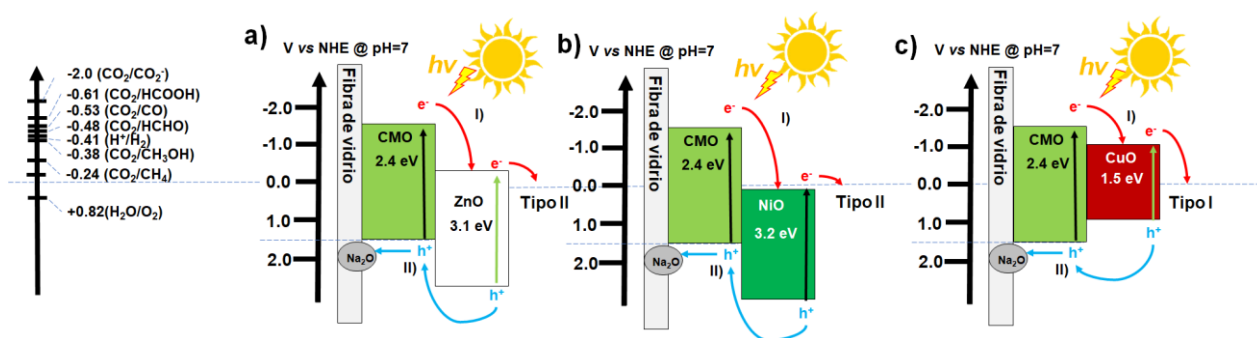 -2.0 (CO₂/CO₂⁻)
-0.61 (CO₂/HCOOH)
-0.53 (CO₂/CO)
-0.48 (CO₂/HCHO)
-0.41 (H⁺/H₂)
-0.38 (CO₂/CH₃OH)
-0.24 (CO₂/CH₄)
+0.82(H₂O/O₂)
a)
V vs NHE @ pH=7
hv
Fibra de vidrio
-2.0
-1.0
0.0
1.0
2.0
CMO
2.4 eV
e⁻
I)
e⁻
ZnO
3.1 eV
Tipo II
Na₂O
h⁺
II)
h⁺
b)
V vs NHE @ pH=7
hv
Fibra de vidrio
-2.0
-1.0
0.0
1.0
2.0
CMO
2.4 eV
e⁻
I)
e⁻
NiO
3.2 eV
Tipo II
Na₂O
h⁺
II)
h⁺
c)
V vs NHE @ pH=7
hv
Fibra de vidrio
-2.0
-1.0
0.0
1.0
2.0
CMO
2.4 eV
e⁻
I)
e⁻
CuO
1.5 eV
Tipo I
Na₂O
h⁺
II)
h⁺